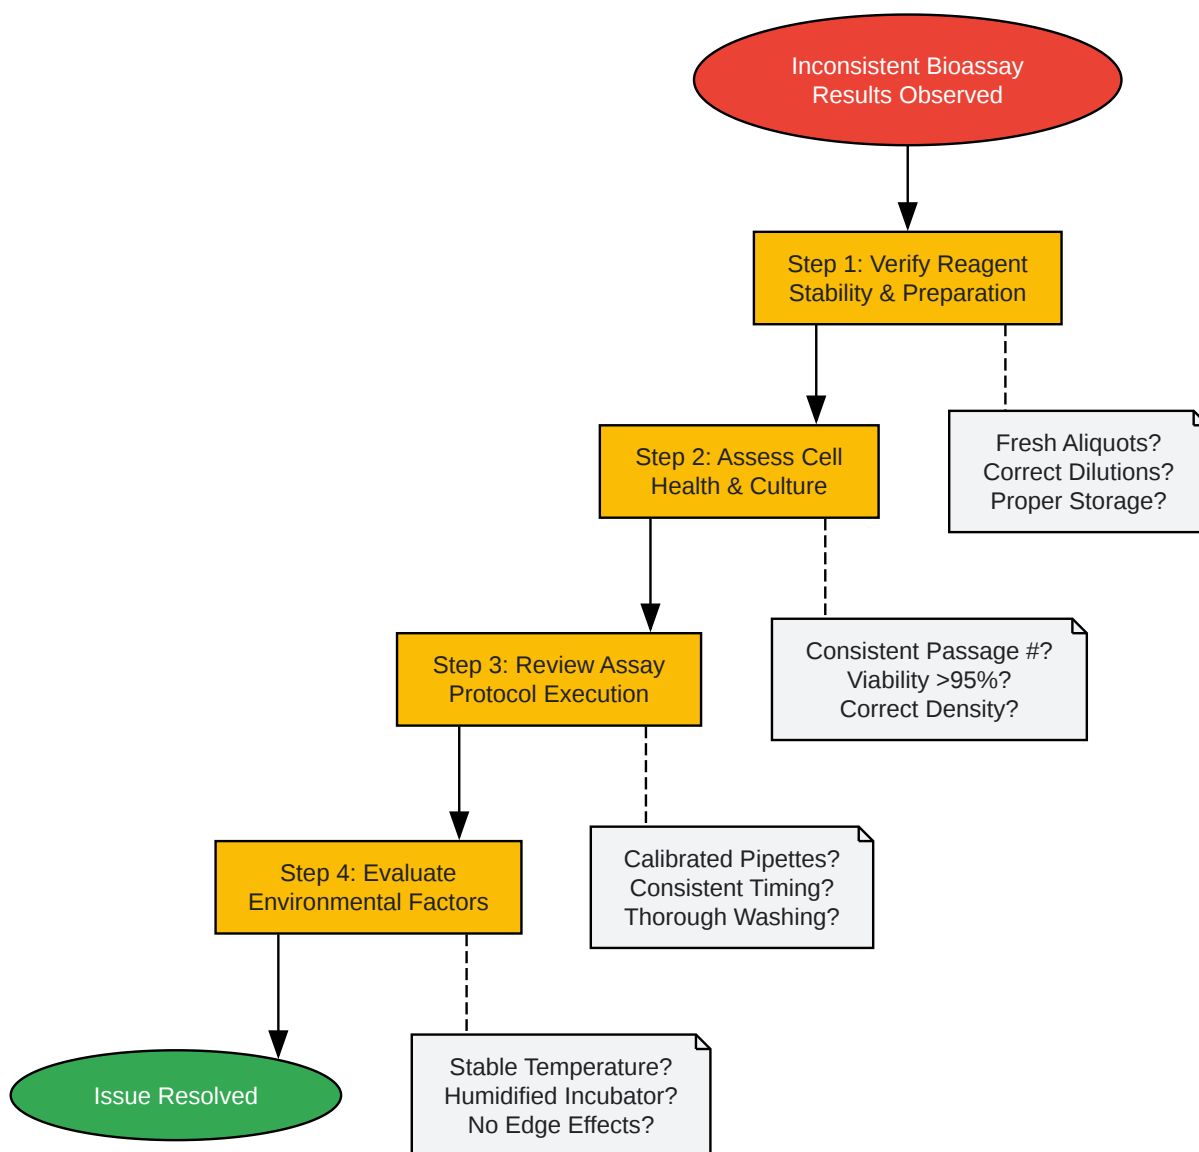 Inconsistent Bioassay
Results Observed
Step 1: Verify Reagent
Stability & Preparation
Fresh Aliquots?
Correct Dilutions?
Proper Storage?
Step 2: Assess Cell
Health & Culture
Consistent Passage #?
Viability >95%?
Correct Density?
Step 3: Review Assay
Protocol Execution
Calibrated Pipettes?
Consistent Timing?
Thorough Washing?
Step 4: Evaluate
Environmental Factors
Stable Temperature?
Humidified Incubator?
No Edge Effects?
Issue Resolved